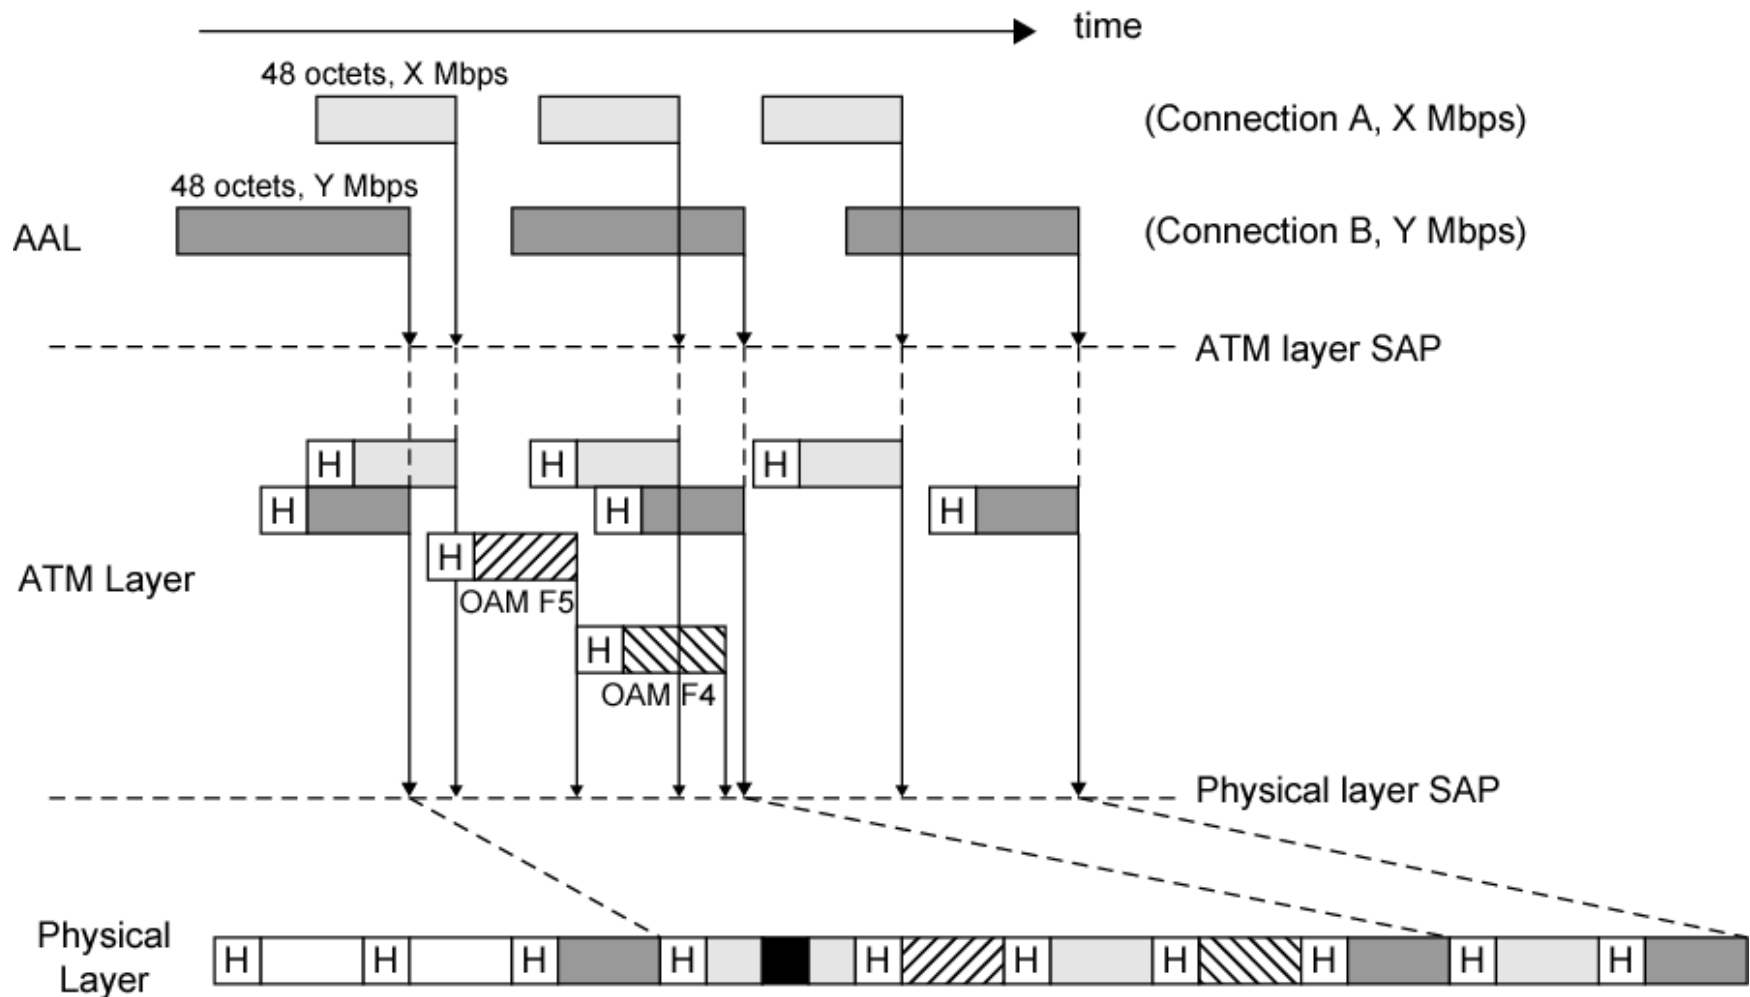 time
48 octets, X Mbps
(Connection A, X Mbps)
48 octets, Y Mbps
AAL
(Connection B, Y Mbps)
ATM layer SAP
H
H
H
H
H
H
ATM Layer
H
OAM F5
H
OAM F4
Physical layer SAP
Physical
Layer
H H H H H H H H H H